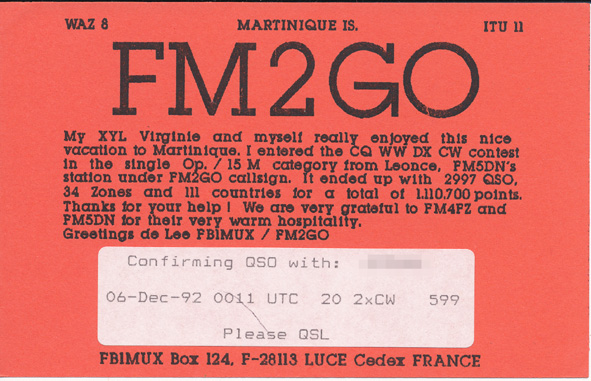 WAZ 8 MARTINIQUE IS. ITU 11
FM2GO
My XYL Virginie and myself really enjoyed this nice
vacation to Martinique. I entered the CQ WW DX CW contest
in the single Op. / 15 M category from Leonce, FM5DN's
station under FM2GO callsign. It ended up with 2997 QSO,
34 Zones and 111 countries for a total of 1.110.700 points.
Thanks for your help ! We are very grateful to FM4FZ and
FM5DN for their very warm hospitality.
Greetings de Lee FB1MUX / FM2GO
Confirming QSO with:
06-Dec-92 0011 UTC 20 2xCW 599
Please QSL
FB1MUX Box 124, F-28113 LUCE Cedex FRANCE